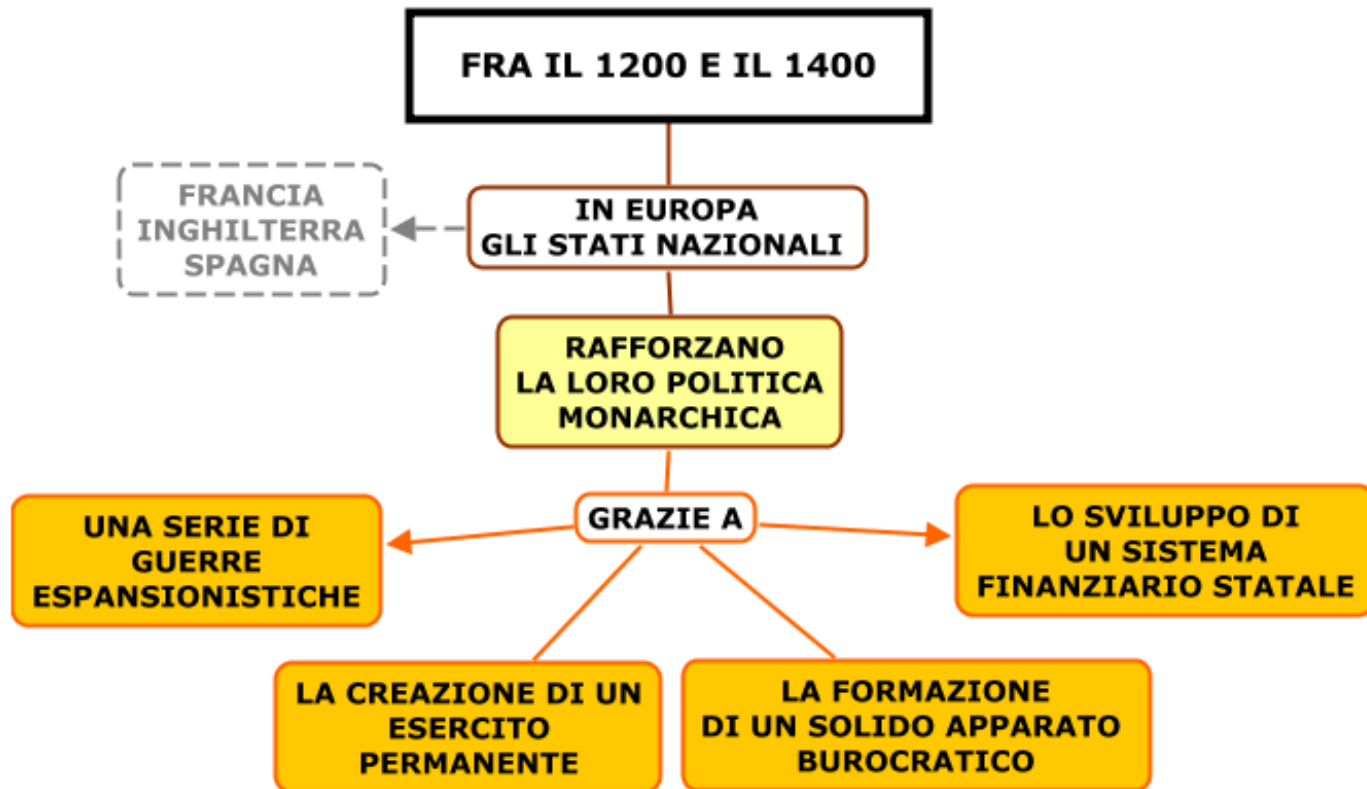 FRA IL 1200 E IL 1400
FRANCIA
INGHILTERRA
SPAGNA
IN EUROPA
GLI STATI NAZIONALI
RAFFORZANO
LA LORO POLITICA
MONARCHICA
GRAZIE A
UNA SERIE DI
GUERRE
ESPANSIONISTICHE
LO SVILUPPO DI
UN SISTEMA
FINANZIARIO STATALE
LA CREAZIONE DI UN
ESERCITO
PERMANENTE
LA FORMAZIONE
DI UN SOLIDO APPARATO
BUROCRATICO